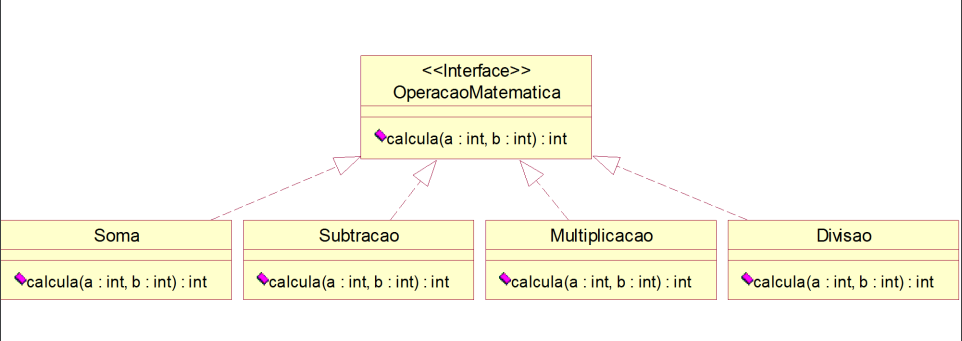 <<Interface>>
OperacaoMatematica
calcula(a : int, b : int) : int
Soma
calcula(a : int, b : int) : int
Subtracao
calcula(a : int, b : int) : int
Multiplicacao
calcula(a : int, b : int) : int
Divisao
calcula(a : int, b : int) : int